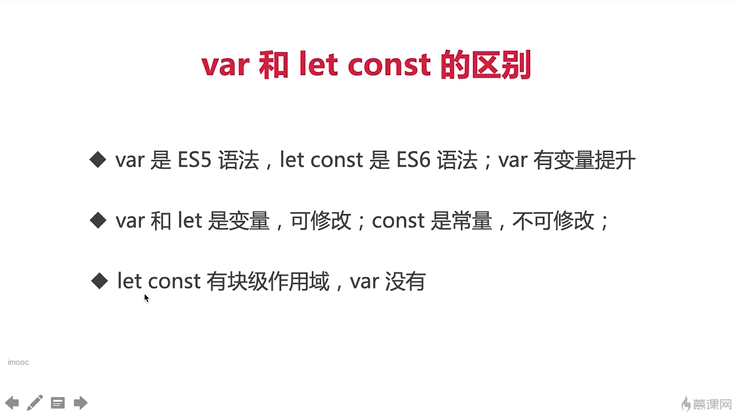 var 和 let const 的区别
◆ var 是 ES5 语法，let const 是 ES6 语法；var 有变量提升
◆ var 和 let 是变量，可修改；const 是常量，不可修改；
◆ let const 有块级作用域，var 没有
imooc
慕课网